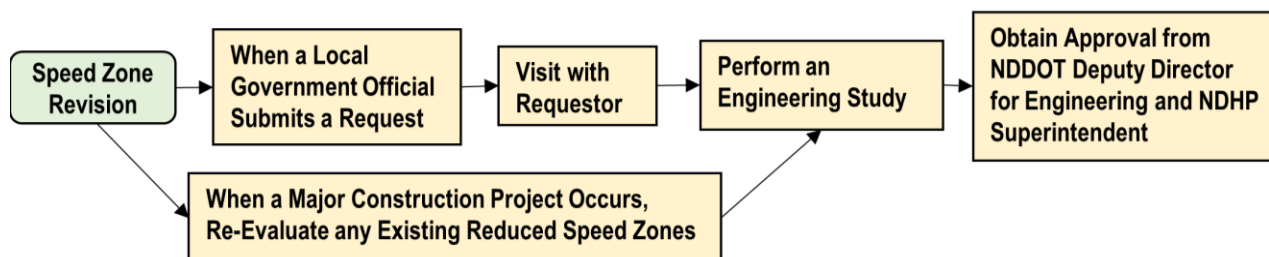 Speed Zone
Revision
When a Local
Government Official
Submits a Request
Visit with
Requestor
Perform an
Engineering Study
Obtain Approval from
NDDOT Deputy Director
for Engineering and NDHP
Superintendent
When a Major Construction Project Occurs,
Re-Evaluate any Existing Reduced Speed Zones